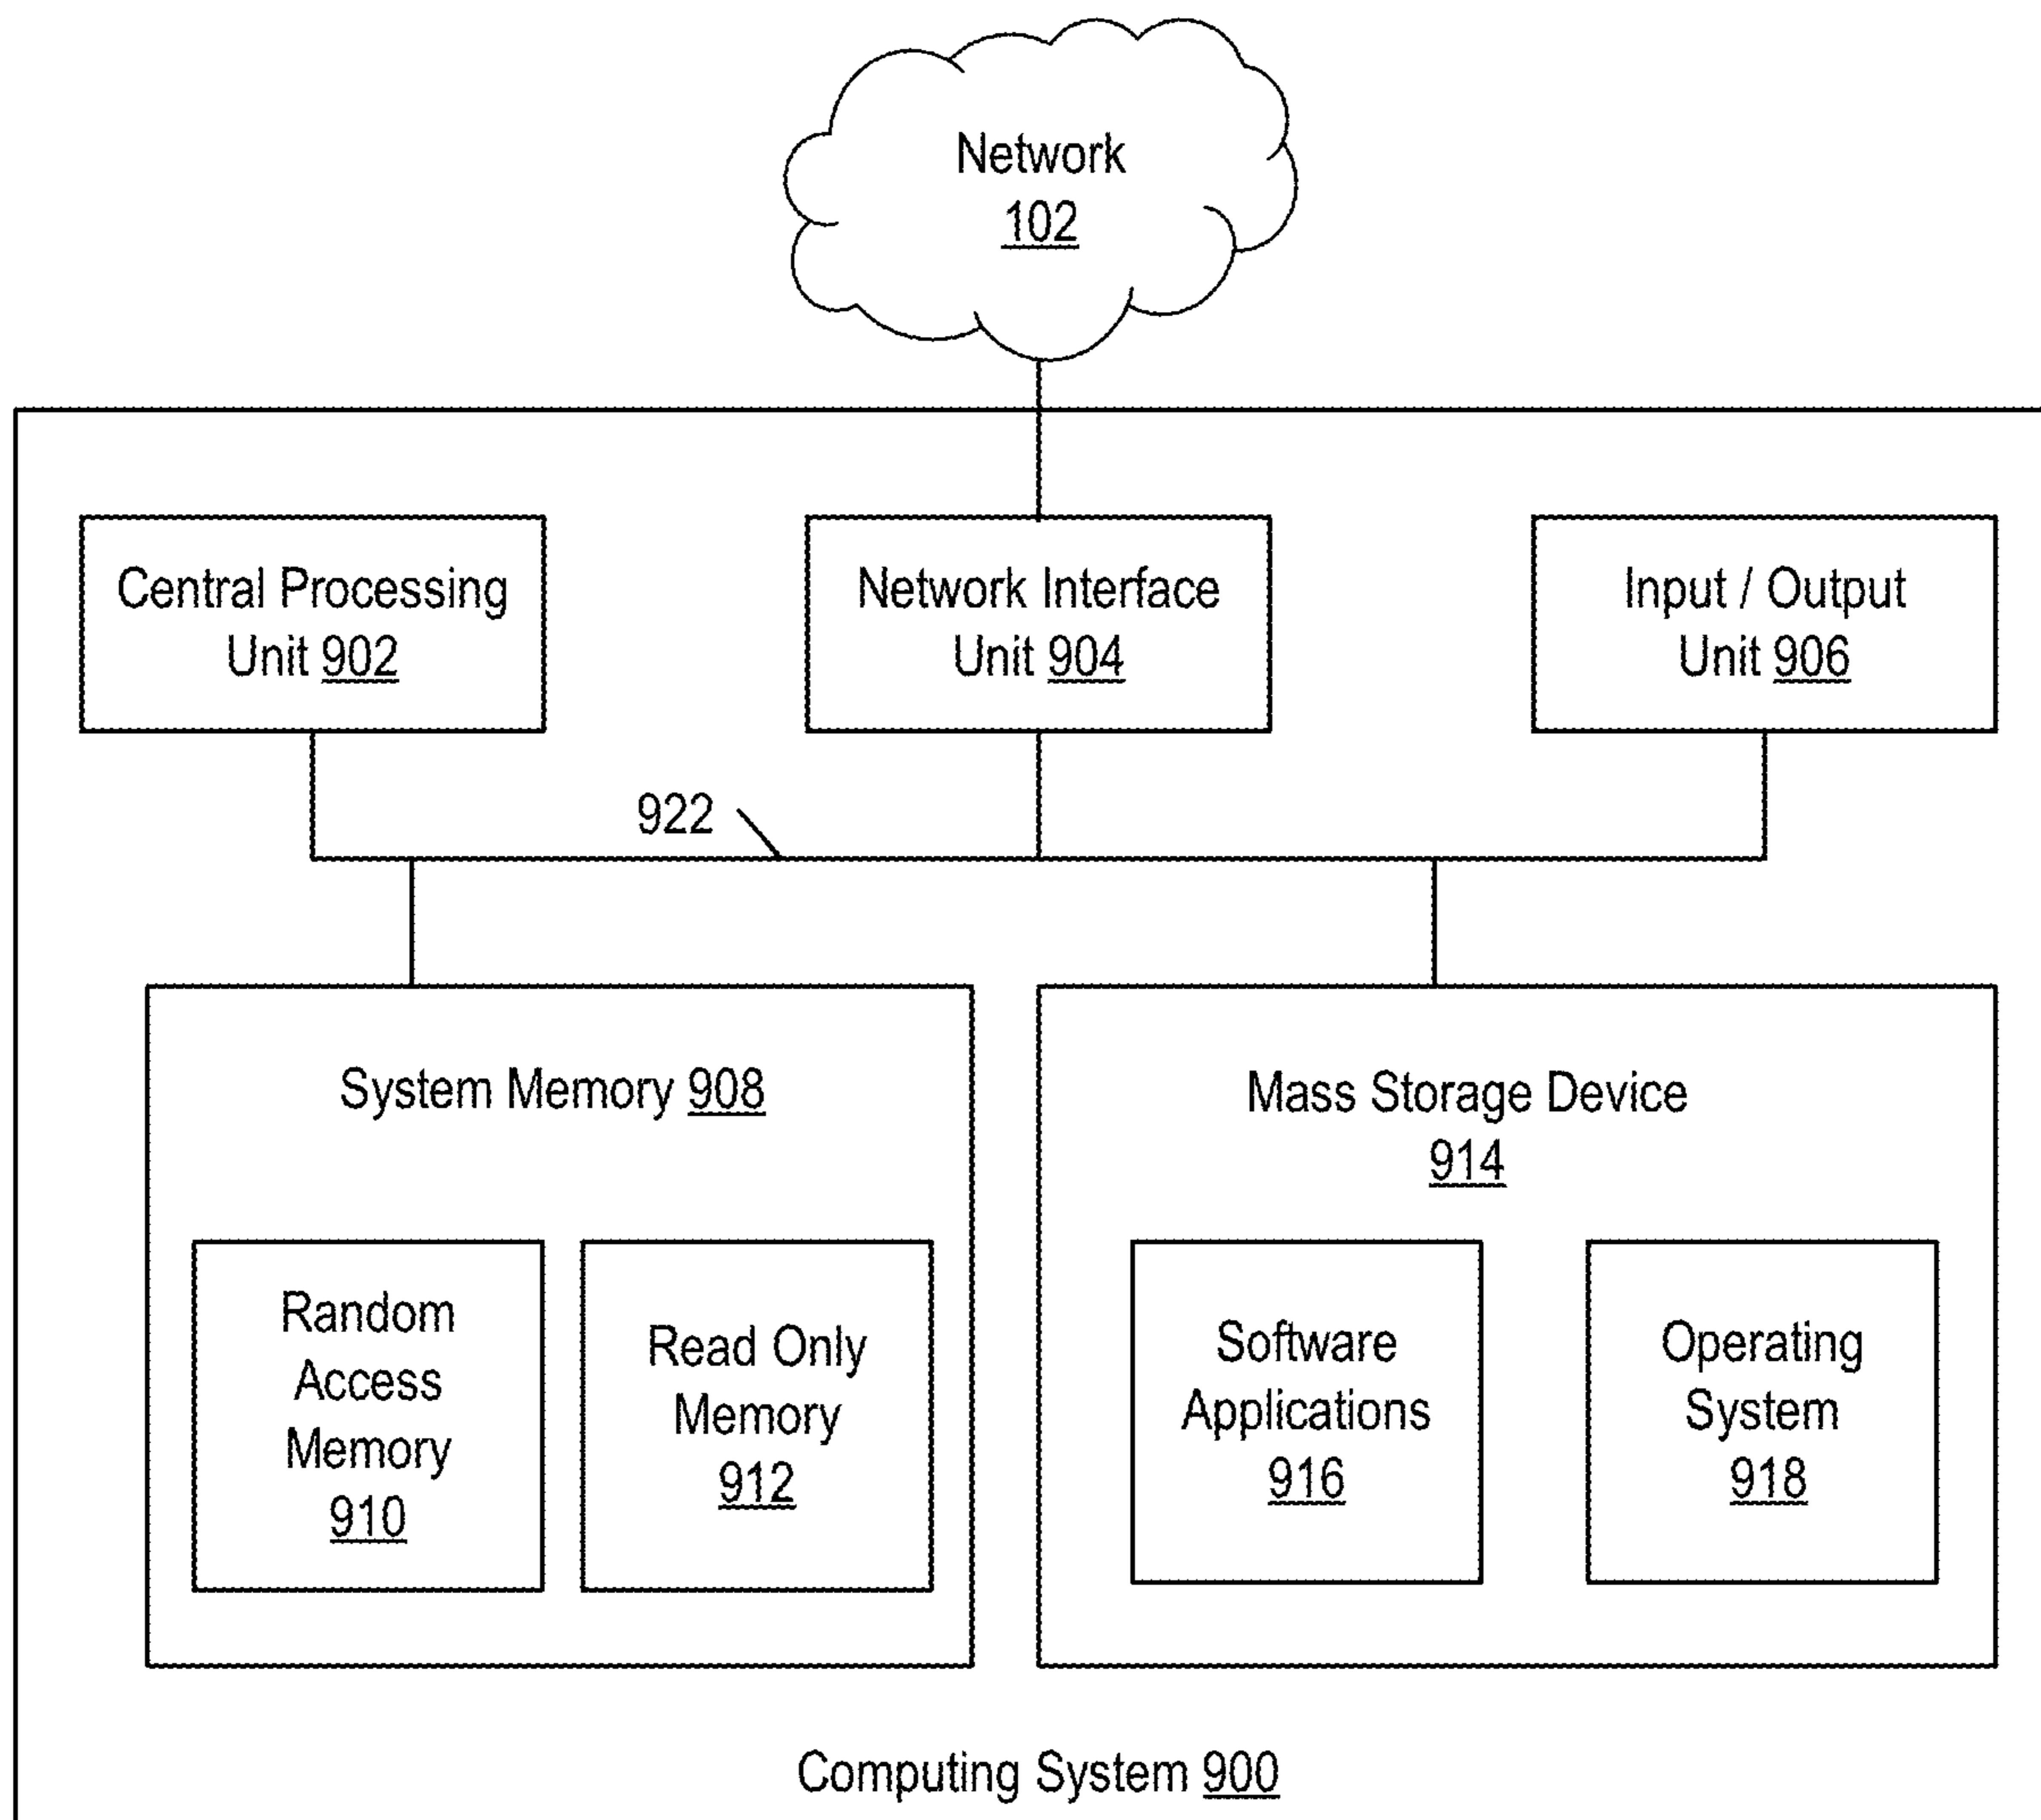 Network
102
Central Processing
Unit 902
Network Interface
Unit 904
Input / Output
Unit 906
922
System Memory 908
Mass Storage Device
914
Random
Access
Memory
910
Read Only
Memory
912
Software
Applications
916
Operating
System
918
Computing System 900